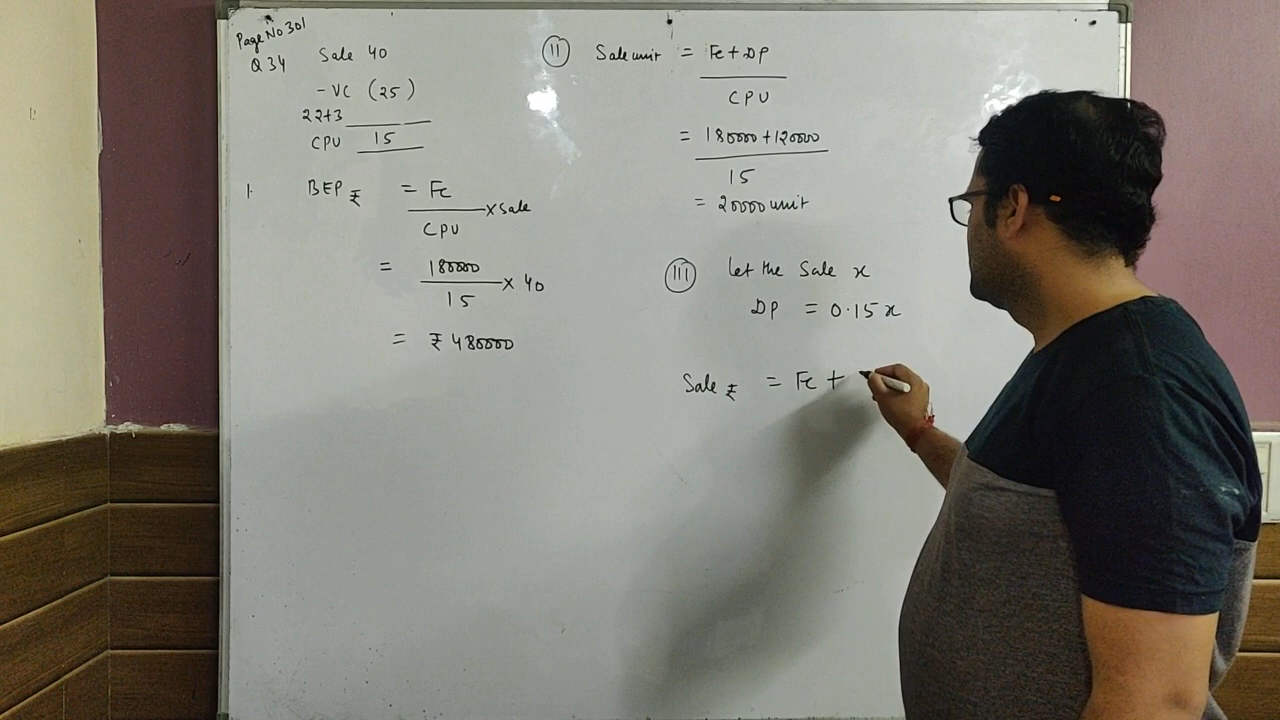 Page No 301
Q 34
Sale 40
- VC (25)
22+3
CPU 15
1. BEP ₹ = Fc
× Sale
CPU
= 180000
× 40
15
= ₹ 480000
(II) Sale unit = Fc + DP
CPU
= 180000 + 120000
15
= 20000 unit
(III) Let the Sale x
DP = 0.15 x
Sale ₹ = Fc +